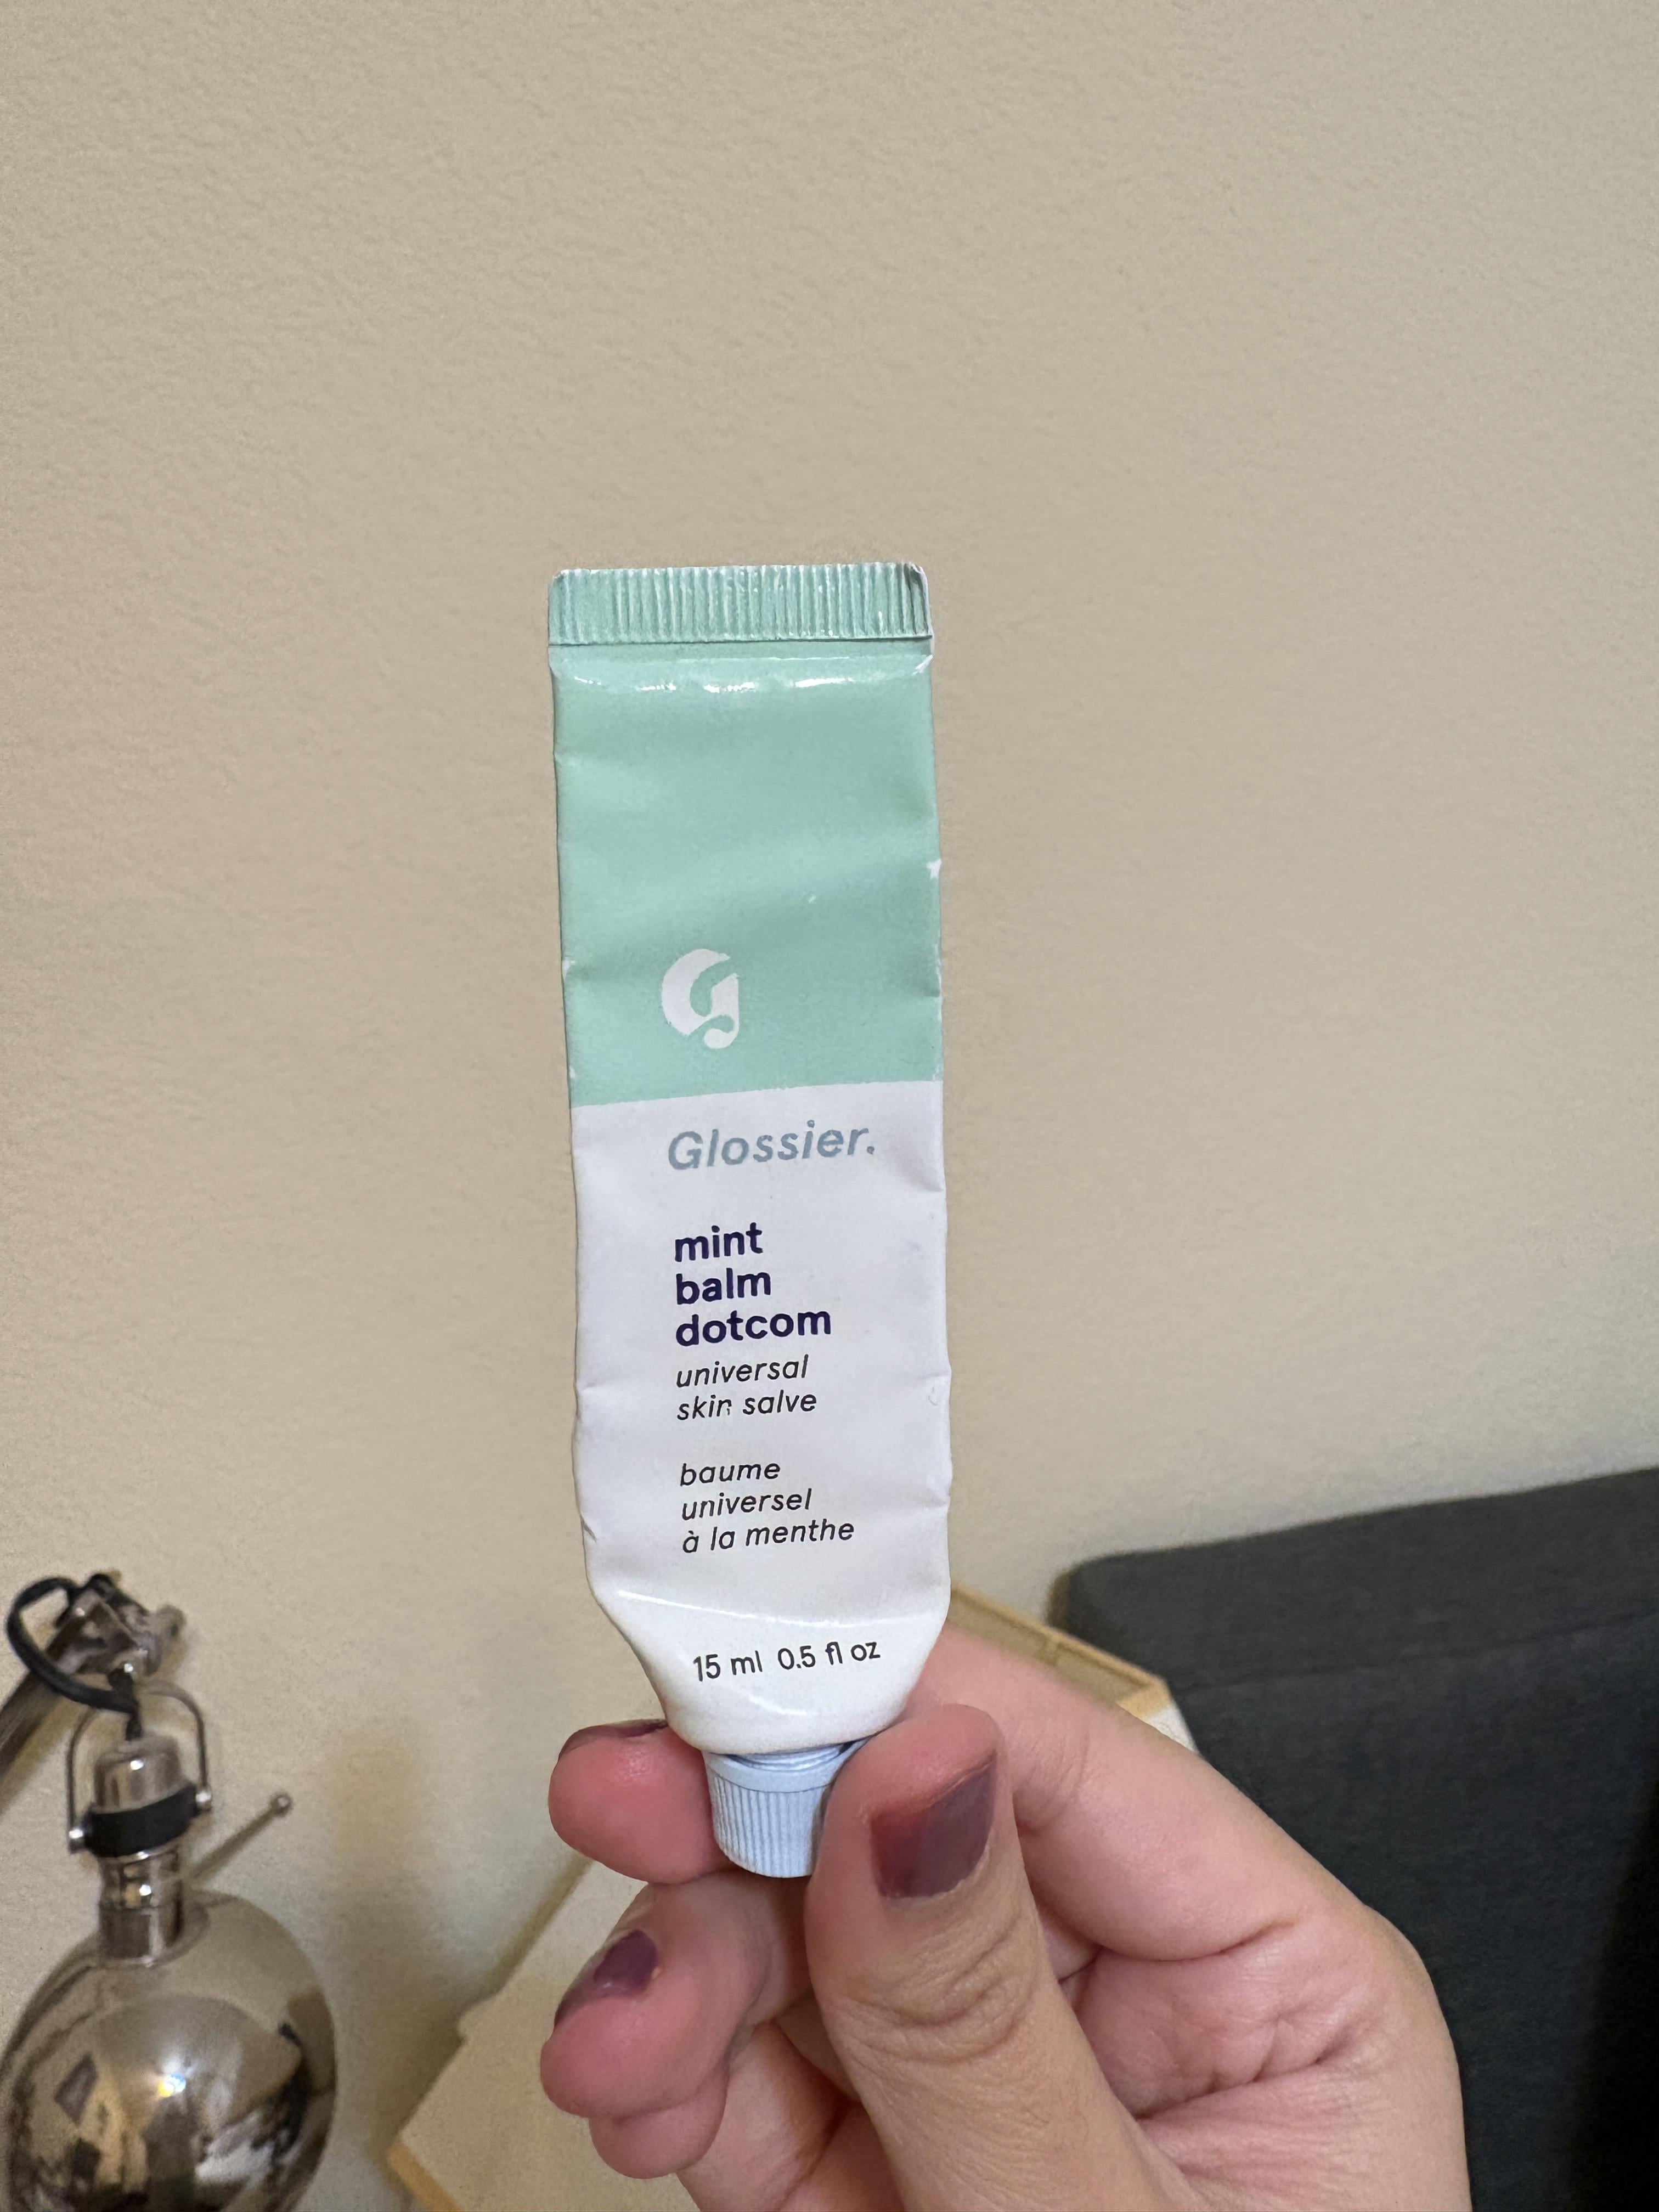 G
Glossier.
mint
balm
dotcom
universal
skin salve
baume
universel
à la menthe
15 ml 0.5 fl oz